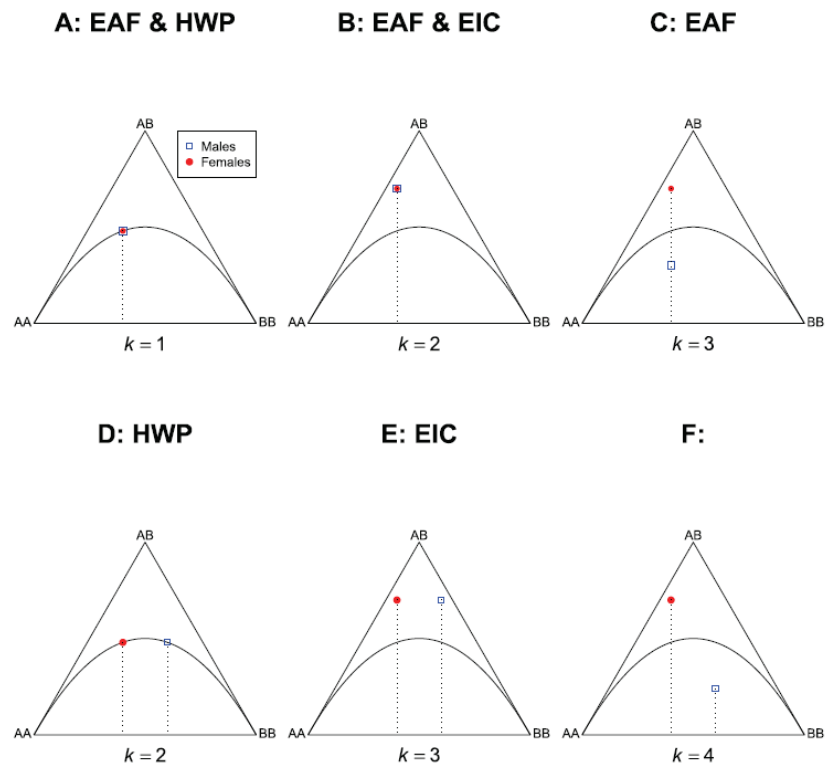 A: EAF & HWP
B: EAF & EIC
C: EAF
AB
Males
Females
AA
BB
k = 1
AB
AA
BB
k = 2
AB
AA
BB
k = 3
D: HWP
E: EIC
F:
AB
AA
BB
k = 2
AB
AA
BB
k = 3
AB
AA
BB
k = 4